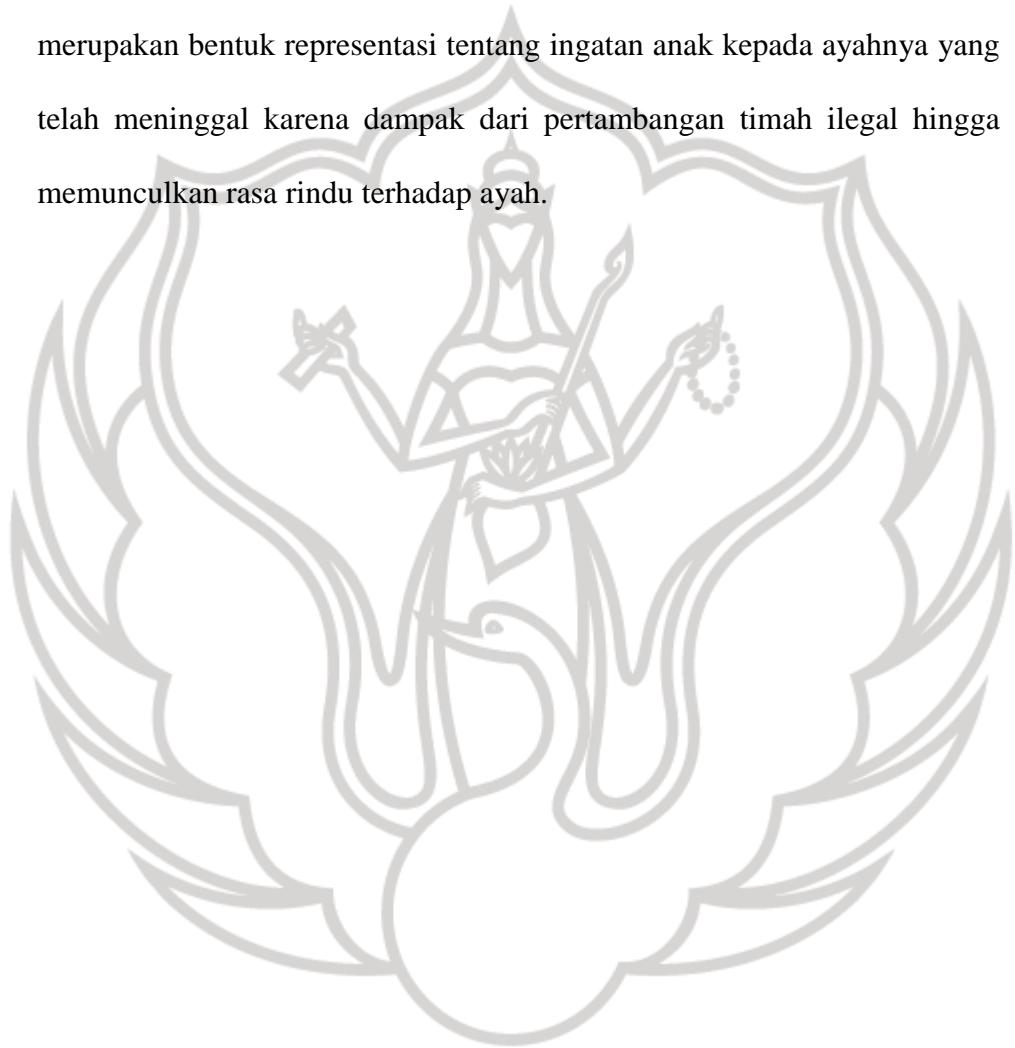 merupakan bentuk representasi tentang ingatan anak kepada ayahnya yang
telah meninggal karena dampak dari pertambangan timah ilegal hingga
memunculkan rasa rindu terhadap ayah.